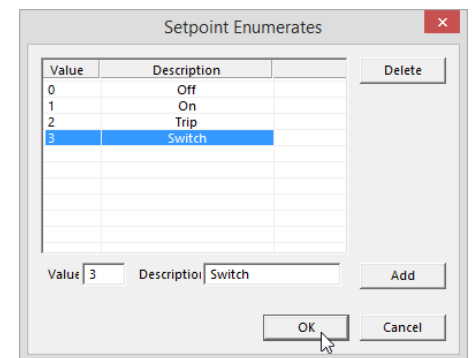 Setpoint Enumerates
Value Description Delete
0 Off
1 On
2 Trip
3 Switch
Value 3 Descriptio Switch Add
OK Cancel